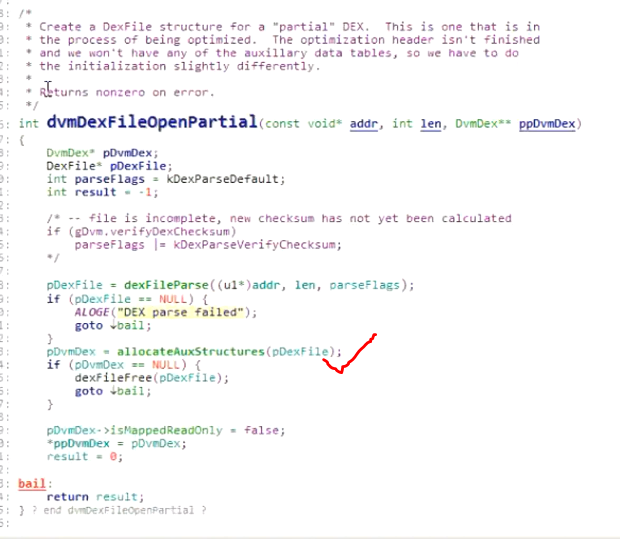 /*
* Create a DexFile structure for a "partial" DEX.  This is one that is in
* the process of being optimized.  The optimization header isn't finished
* and we won't have any of the auxillary data tables, so we have to do
* the initialization slightly differently.
*
* Returns nonzero on error.
*/
int dvmDexFileOpenPartial(const void* addr, int len, DvmDex** ppDvmDex)
{
DvmDex* pDvmDex;
DexFile* pDexFile;
int parseFlags = kDexParseDefault;
int result = -1;
/* -- file is incomplete, new checksum has not yet been calculated
if (gDvm.verifyDexChecksum)
parseFlags |= kDexParseVerifyChecksum;
*/
pDexFile = dexFileParse((u1*)addr, len, parseFlags);
if (pDexFile == NULL) {
ALOGE("DEX parse failed");
goto ↓bail;
}
pDvmDex = allocateAuxStructures(pDexFile);
if (pDvmDex == NULL) {
dexFileFree(pDexFile);
goto ↓bail;
}
pDvmDex->isMappedReadOnly = false;
*ppDvmDex = pDvmDex;
result = 0;
bail:
return result;
} ? end dvmDexFileOpenPartial ?